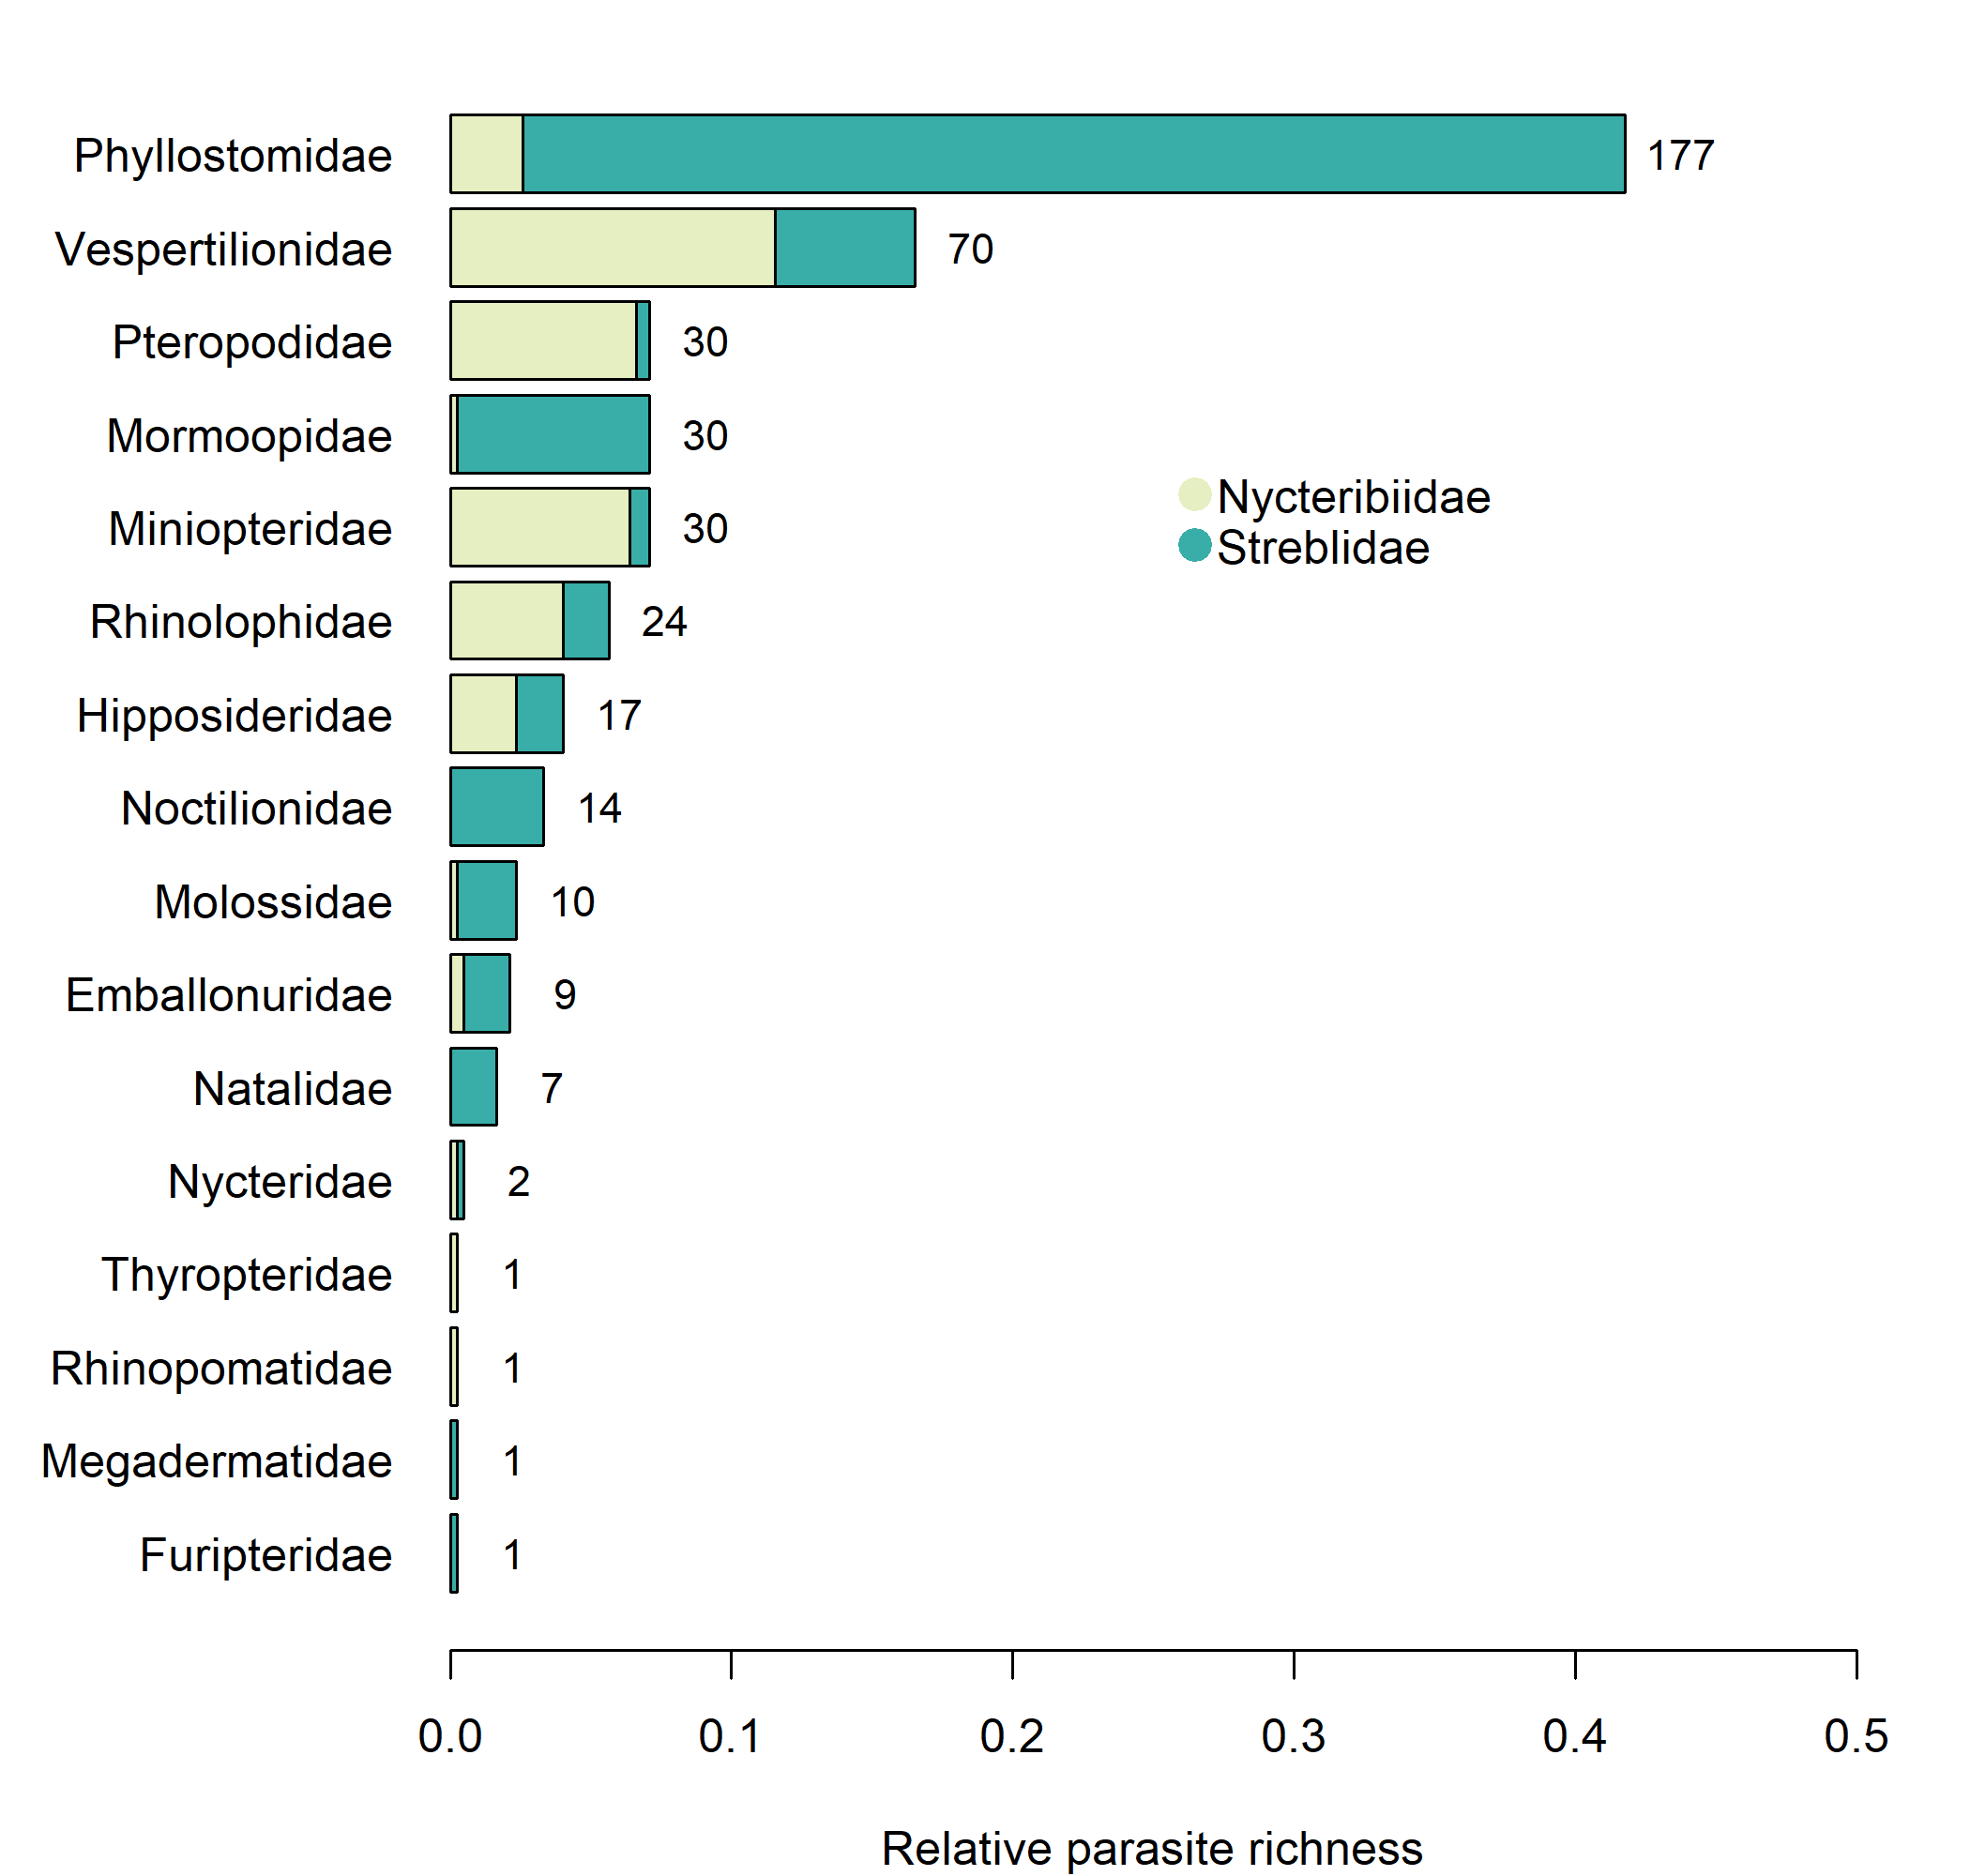 Phyllostomidae 177
Vespertilionidae 70
Pteropodidae 30
Mormoopidae 30
Miniopteridae 30
Nycteribiidae
Streblidae
Rhinolophidae 24
Hipposideridae 17
Noctilionidae 14
Molossidae 10
Emballonuridae 9
Natalidae 7
Nycteridae 2
Thyropteridae 1
Rhinopomatidae 1
Megadermatidae 1
Furipteridae 1
0.0 0.1 0.2 0.3 0.4 0.5
Relative parasite richness